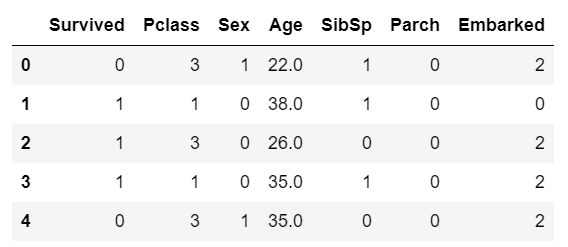 Survived Pclass Sex Age SibSp Parch Embarked
0 0 3 1 22.0 1 0 2
1 1 1 0 38.0 1 0 0
2 1 3 0 26.0 0 0 2
3 1 1 0 35.0 1 0 2
4 0 3 1 35.0 0 0 2